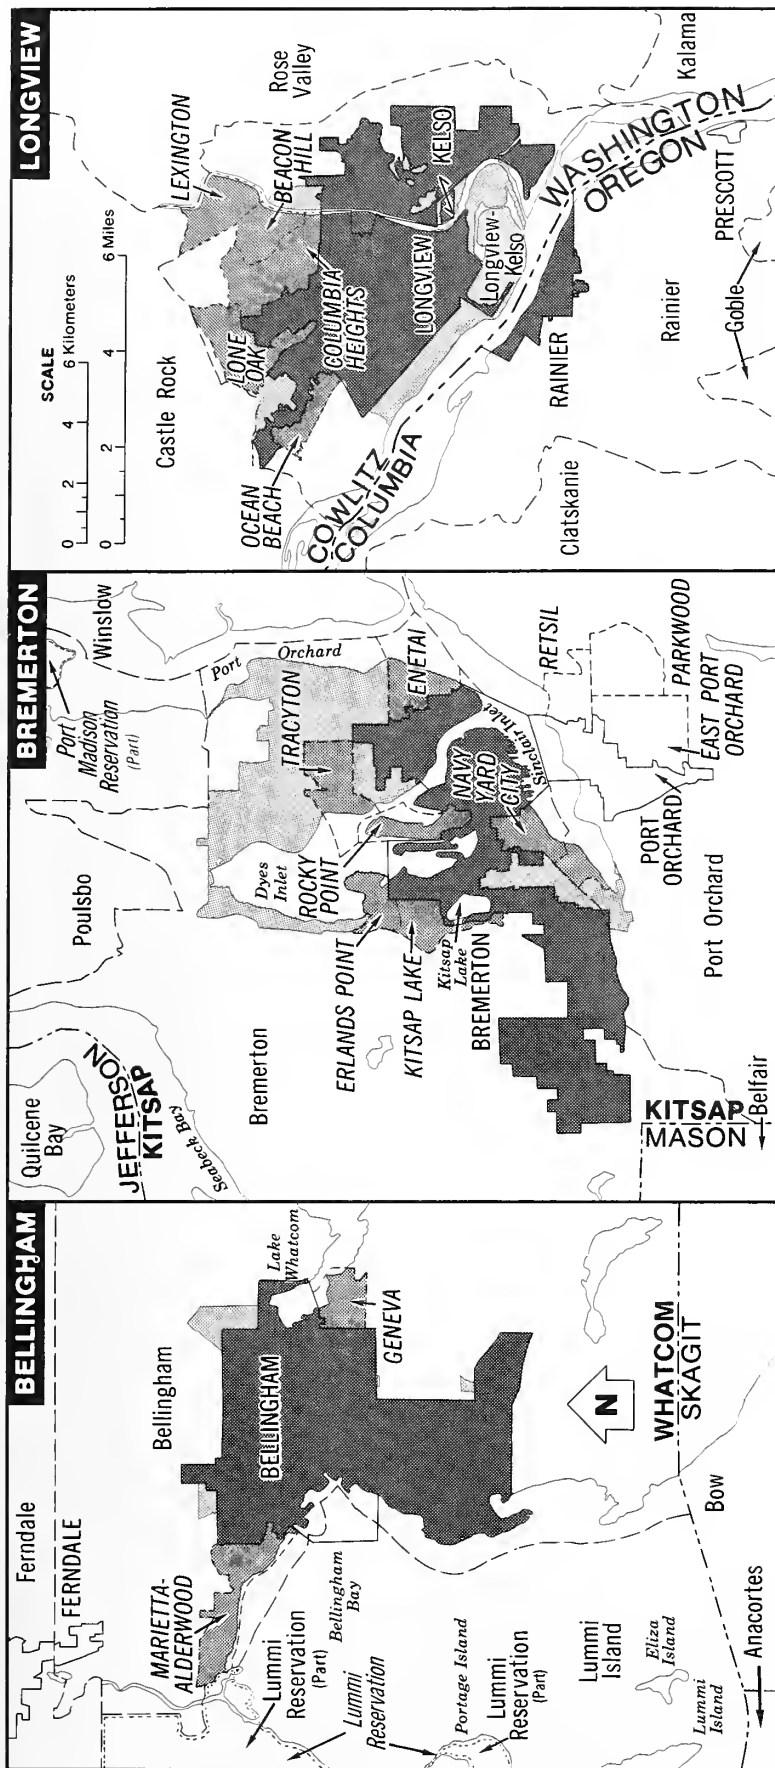 BELLINGHAM
Ferndale
FERNDALE
Bellingham
Lake
Whatcom
BELLINGHAM
GENEVA
MARIETTA-
ALDERWOOD
Lummi
Reservation
(Part)
Bellingham
Bay
Lummi
Reservation
Portage Island
Lummi
Reservation
(Part)
N
Lummi
Island
Eliza
Island
Lummi
Island
WHATCOM
SKAGIT
Bow
Anacortes
BREMERTON
Quilcene
Bay
JEFFERSON
KITSAP
Seabeck Bay
Poulsbo
Port
Madison
Reservation
(Part)
Winslow
Port
Orchard
Bremerton
Dyes
Inlet
TRACYTON
ROCKY
POINT
ENETAI
ERLANDS POINT
KITSAP LAKE
Kitsap
Lake
BREMERTON
NAVY
YARD
CITY
Sinclair Inlet
RETSIL
PORT
ORCHARD
PARKWOOD
EAST PORT
ORCHARD
Port Orchard
KITSAP
MASON
Belfair
LONGVIEW
SCALE
0 2 4 6 Kilometers
0 2 4 6 Miles
Castle Rock
LEXINGTON
BEACON
HILL
Rose
Valley
LONE
OAK
COLUMBIA
HEIGHTS
OCEAN
BEACH
LONGVIEW
KELSO
Longview-
Kelso
COWLITZ
COLUMBIA
RAINIER
WASHINGTON
OREGON
Kalama
Clatskanie
Rainier
PRESCOTT
Goble